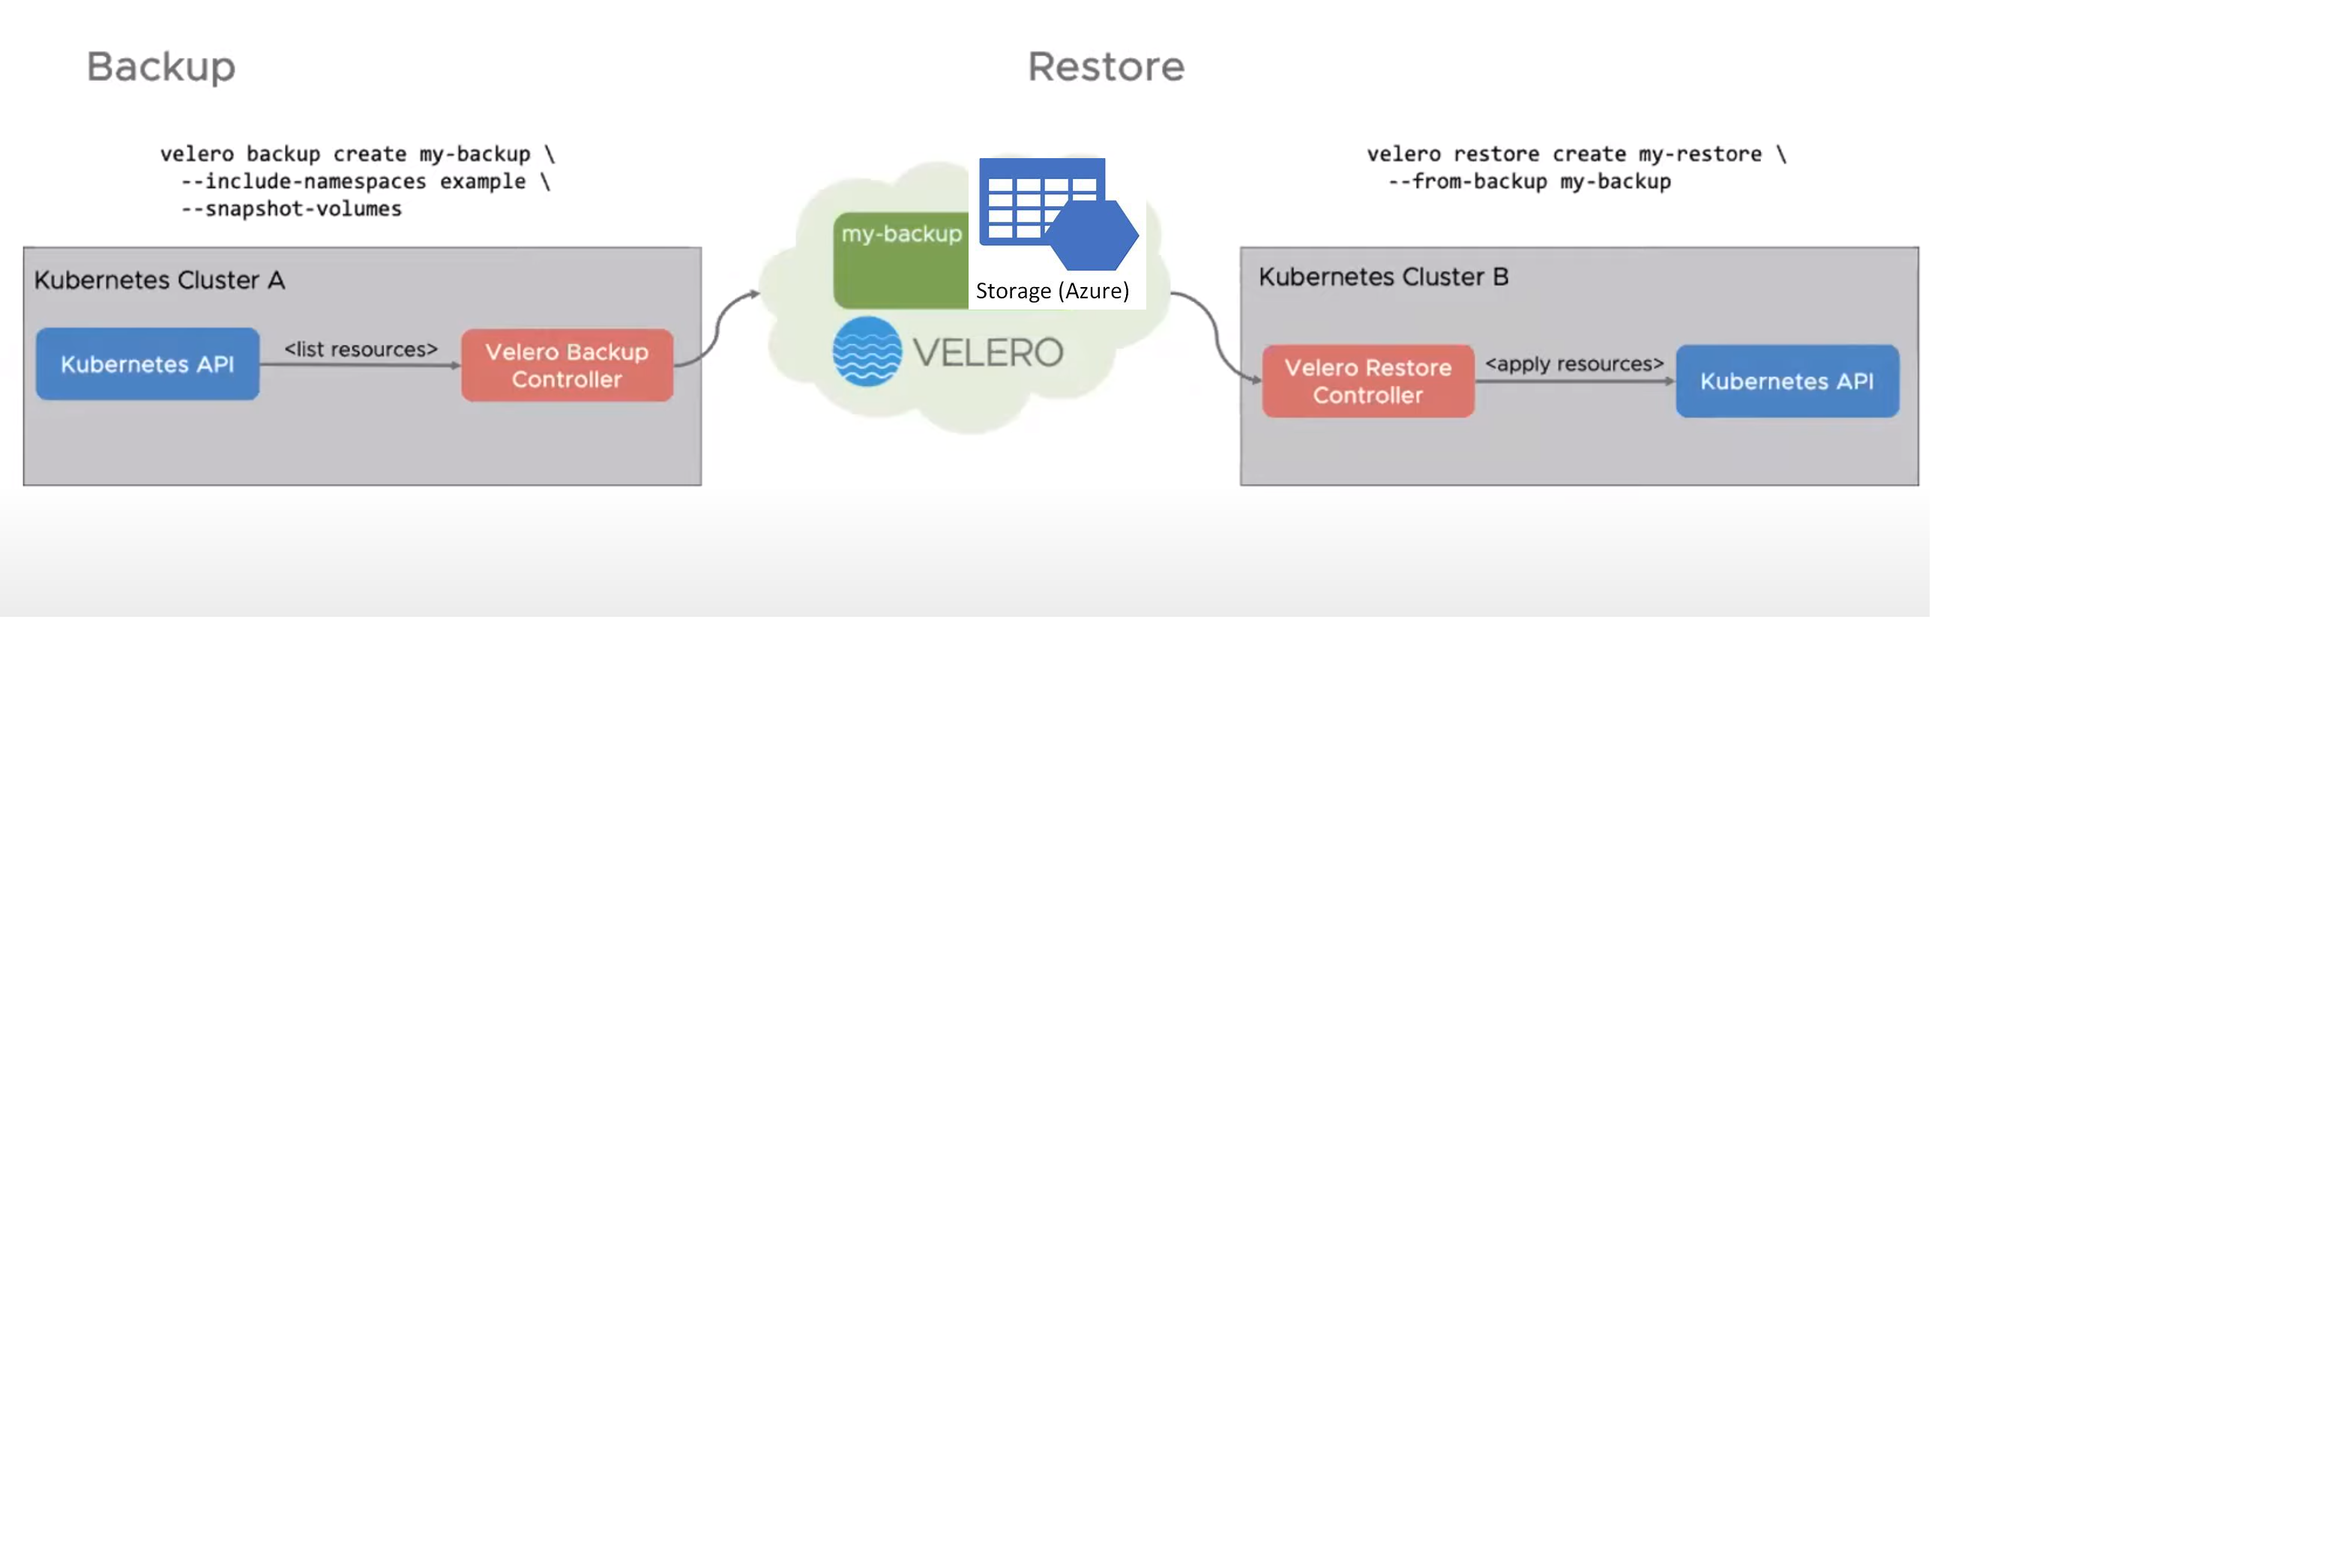 Backup
Restore
velero backup create my-backup \
--include-namespaces example \
--snapshot-volumes
Kubernetes Cluster A
Kubernetes API
<list resources>
Velero Backup
Controller
my-backup
Storage (Azure)
VELERO
velero restore create my-restore \
--from-backup my-backup
Kubernetes Cluster B
Velero Restore
Controller
<apply resources>
Kubernetes API